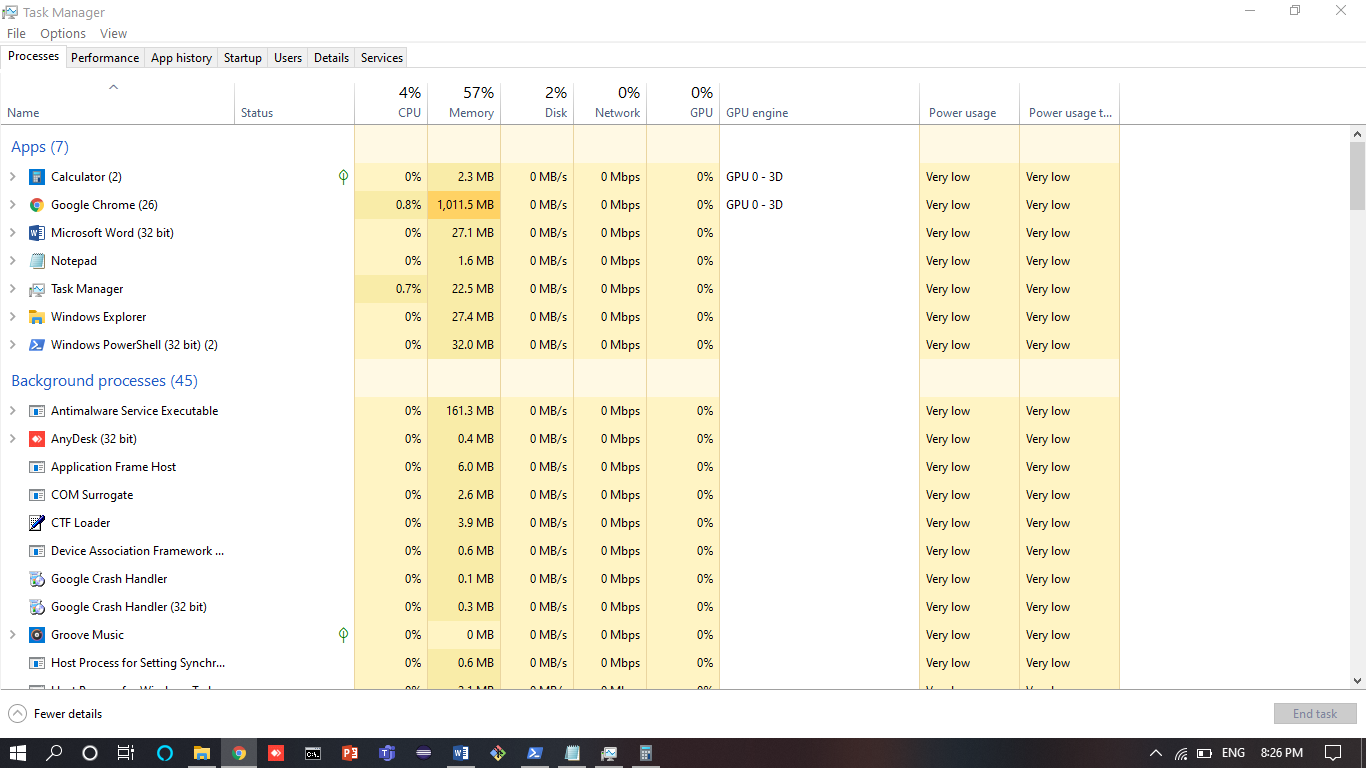 Task Manager
File Options View
Processes Performance App history Startup Users Details Services
4% 57% 2% 0% 0%
Name Status CPU Memory Disk Network GPU GPU engine Power usage Power usage t...
Apps (7)
Calculator (2) 0% 2.3 MB 0 MB/s 0 Mbps 0% GPU 0 - 3D Very low Very low
Google Chrome (26) 0.8% 1,011.5 MB 0 MB/s 0 Mbps 0% GPU 0 - 3D Very low Very low
Microsoft Word (32 bit) 0% 27.1 MB 0 MB/s 0 Mbps 0% Very low Very low
Notepad 0% 1.6 MB 0 MB/s 0 Mbps 0% Very low Very low
Task Manager 0.7% 22.5 MB 0 MB/s 0 Mbps 0% Very low Very low
Windows Explorer 0% 27.4 MB 0 MB/s 0 Mbps 0% Very low Very low
Windows PowerShell (32 bit) (2) 0% 32.0 MB 0 MB/s 0 Mbps 0% Very low Very low
Background processes (45)
Antimalware Service Executable 0% 161.3 MB 0 MB/s 0 Mbps 0% Very low Very low
AnyDesk (32 bit) 0% 0.4 MB 0 MB/s 0 Mbps 0% Very low Very low
Application Frame Host 0% 6.0 MB 0 MB/s 0 Mbps 0% Very low Very low
COM Surrogate 0% 2.6 MB 0 MB/s 0 Mbps 0% Very low Very low
CTF Loader 0% 3.9 MB 0 MB/s 0 Mbps 0% Very low Very low
Device Association Framework ... 0% 0.6 MB 0 MB/s 0 Mbps 0% Very low Very low
Google Crash Handler 0% 0.1 MB 0 MB/s 0 Mbps 0% Very low Very low
Google Crash Handler (32 bit) 0% 0.3 MB 0 MB/s 0 Mbps 0% Very low Very low
Groove Music 0% 0 MB 0 MB/s 0 Mbps 0% Very low Very low
Host Process for Setting Synchr... 0% 0.6 MB 0 MB/s 0 Mbps 0% Very low Very low
Fewer details End task
ENG 8:26 PM